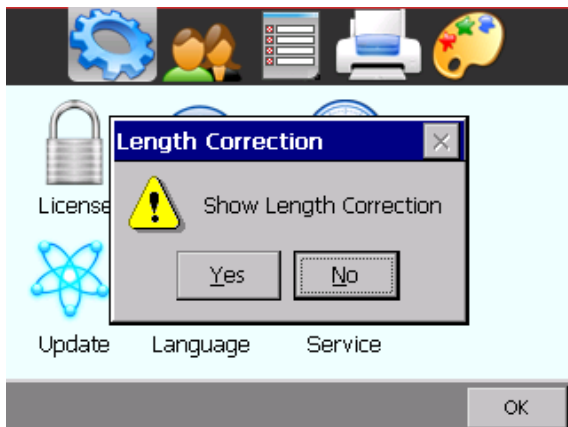 Length Correction
License
Show Length Correction
Yes
No
Update
Language
Service
OK